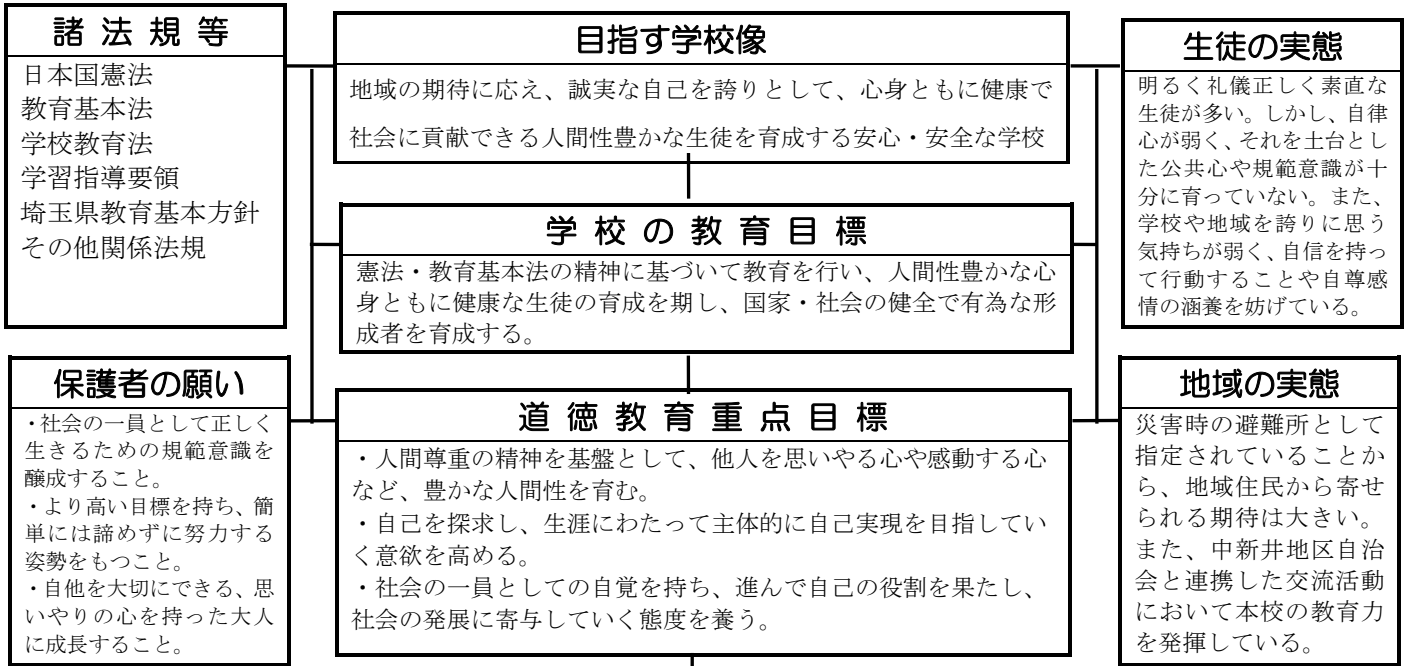 諸法規等
日本国憲法
教育基本法
学校教育法
学習指導要領
埼玉県教育基本方針
その他関係法規
目指す学校像
地域の期待に応え、誠実な自己を誇りとして、心身ともに健康で
社会に貢献できる人間性豊かな生徒を育成する安心・安全な学校
生徒の実態
明るく礼儀正しく素直な
生徒が多い。しかし、自律
心が弱く、それを土台とし
た公共心や規範意識が十
分に育っていない。また、
学校や地域を誇りに思う
気持ちが弱く、自信を持っ
て行動することや自尊感
情の涵養を妨げている。
学校の教育目標
憲法・教育基本法の精神に基づいて教育を行い、人間性豊かな心
身ともに健康な生徒の育成を期し、国家・社会の健全で有為な形
成者を育成する。
保護者の願い
・社会の一員として正しく
生きるための規範意識を
醸成すること。
・より高い目標を持ち、簡
単には諦めずに努力する
姿勢をもつこと。
・自他を大切にできる、思
いやりの心を持った大人
に成長すること。
道徳教育重点目標
・人間尊重の精神を基盤として、他人を思いやる心や感動する心
など、豊かな人間性を育む。
・自己を探求し、生涯にわたって主体的に自己実現を目指してい
く意欲を高める。
・社会の一員としての自覚を持ち、進んで自己の役割を果たし、
社会の発展に寄与していく態度を養う。
地域の実態
災害時の避難所として
指定されていることか
ら、地域住民から寄せ
られる期待は大きい。
また、中新井地区自治
会と連携した交流活動
において本校の教育力
を発揮している。